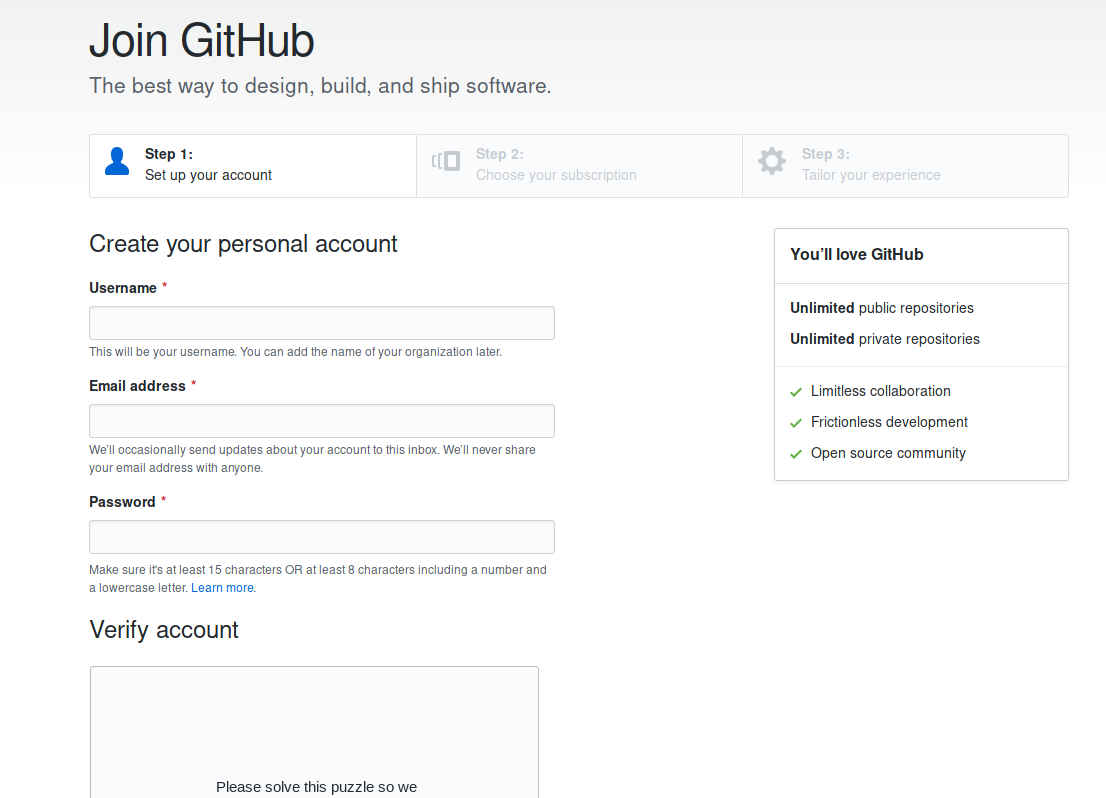 Join GitHub
The best way to design, build, and ship software.
Step 1:
Set up your account
Step 2:
Choose your subscription
Step 3:
Tailor your experience
Create your personal account
Username *
This will be your username. You can add the name of your organization later.
Email address *
We’ll occasionally send updates about your account to this inbox. We’ll never share
your email address with anyone.
Password *
Make sure it's at least 15 characters OR at least 8 characters including a number and
a lowercase letter. Learn more.
Verify account
Please solve this puzzle so we
You’ll love GitHub
Unlimited public repositories
Unlimited private repositories
Limitless collaboration
Frictionless development
Open source community